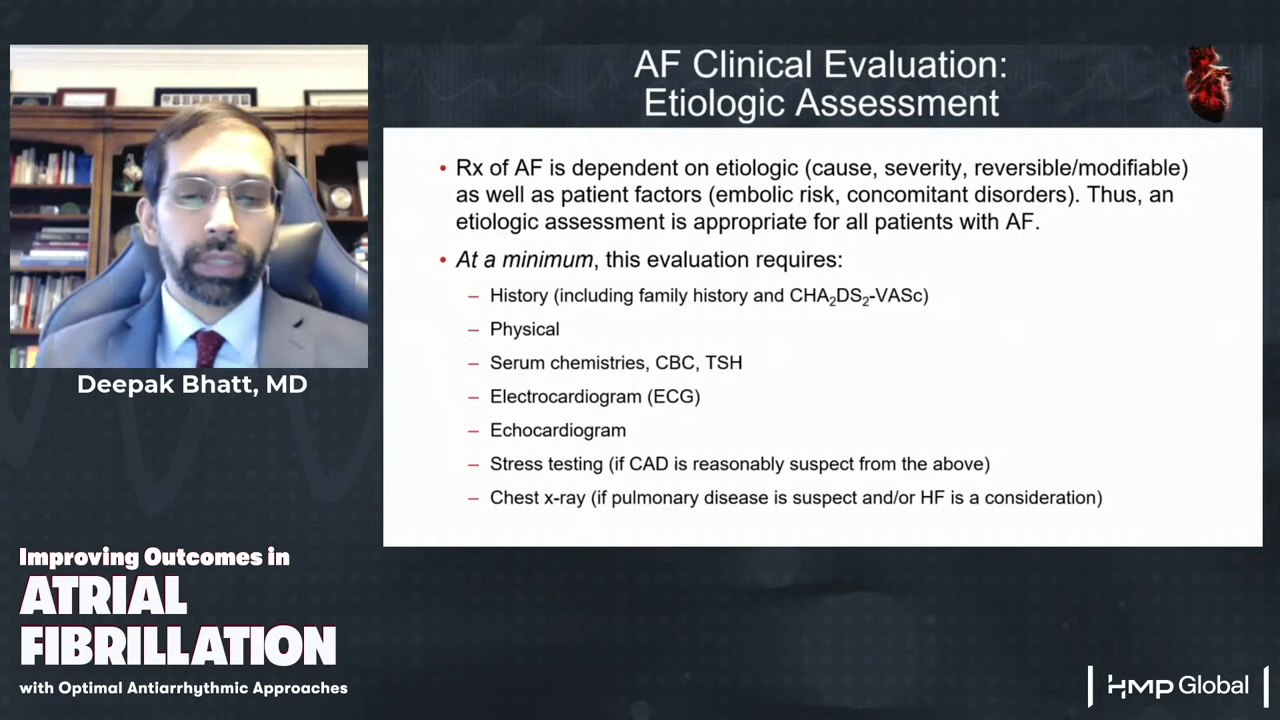 AF Clinical Evaluation:
Etiologic Assessment
• Rx of AF is dependent on etiologic (cause, severity, reversible/modifiable)
as well as patient factors (embolic risk, concomitant disorders). Thus, an
etiologic assessment is appropriate for all patients with AF.
• At a minimum, this evaluation requires:
– History (including family history and CHA₂DS₂-VASc)
– Physical
– Serum chemistries, CBC, TSH
– Electrocardiogram (ECG)
– Echocardiogram
– Stress testing (if CAD is reasonably suspect from the above)
– Chest x-ray (if pulmonary disease is suspect and/or HF is a consideration)
Deepak Bhatt, MD
Improving Outcomes in
ATRIAL
FIBRILLATION
with Optimal Antiarrhythmic Approaches
HMP Global